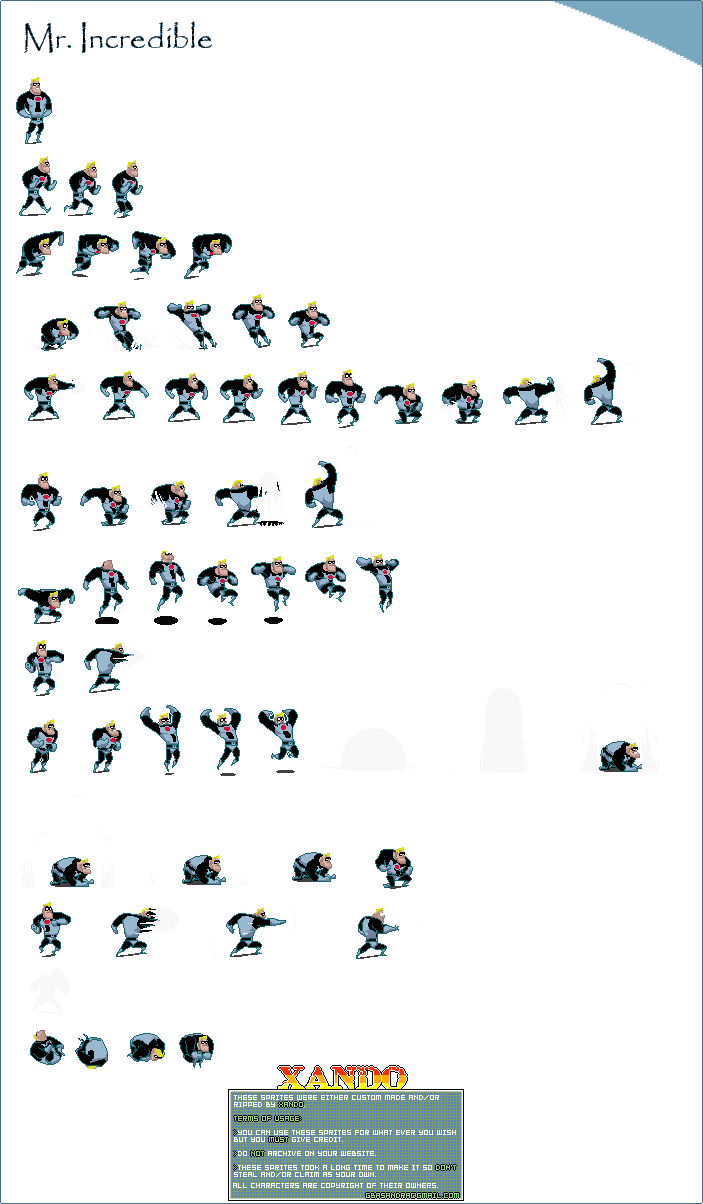 Mr. Incredible
XANDO
THESE SPRITES WERE EITHER CUSTOM MADE AND/OR
RIPPED BY XANDO.
TERMS OF USAGE:
>YOU CAN USE THESE SPRITES FOR WHAT EVER YOU WISH
BUT YOU MUST GIVE CREDIT.
>DO NOT ARCHIVE ON YOUR WEBSITE.
>THESE SPRITES TOOK A LONG TIME TO MAKE IT SO DON'T
STEAL AND/OR CLAIM AS YOUR OWN.
ALL CHARACTERS ARE COPYRIGHT OF THEIR OWNERS.
GBASANDRA@GMAIL.COM